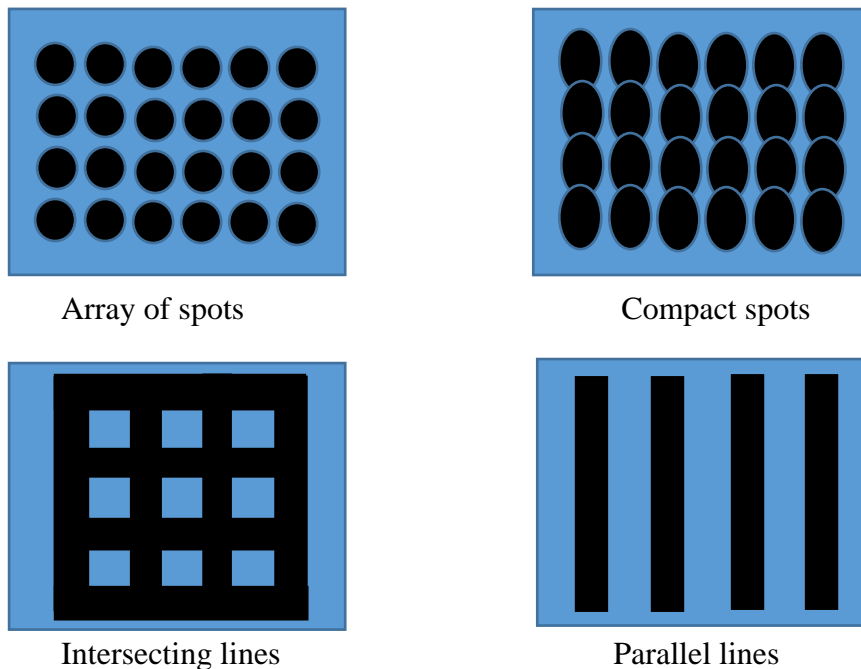 Array of spots
Compact spots
Intersecting lines
Parallel lines